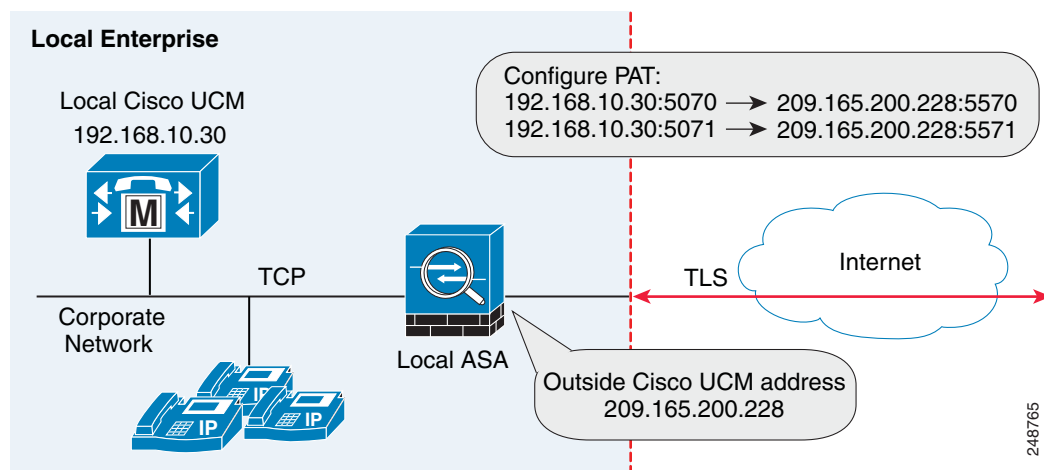 Local Enterprise
Local Cisco UCM
192.168.10.30
M
Configure PAT:
192.168.10.30:5070 → 209.165.200.228:5570
192.168.10.30:5071 → 209.165.200.228:5571
TCP
TLS
Internet
Corporate
Network
Local ASA
IP
IP
IP
Outside Cisco UCM address
209.165.200.228
248765